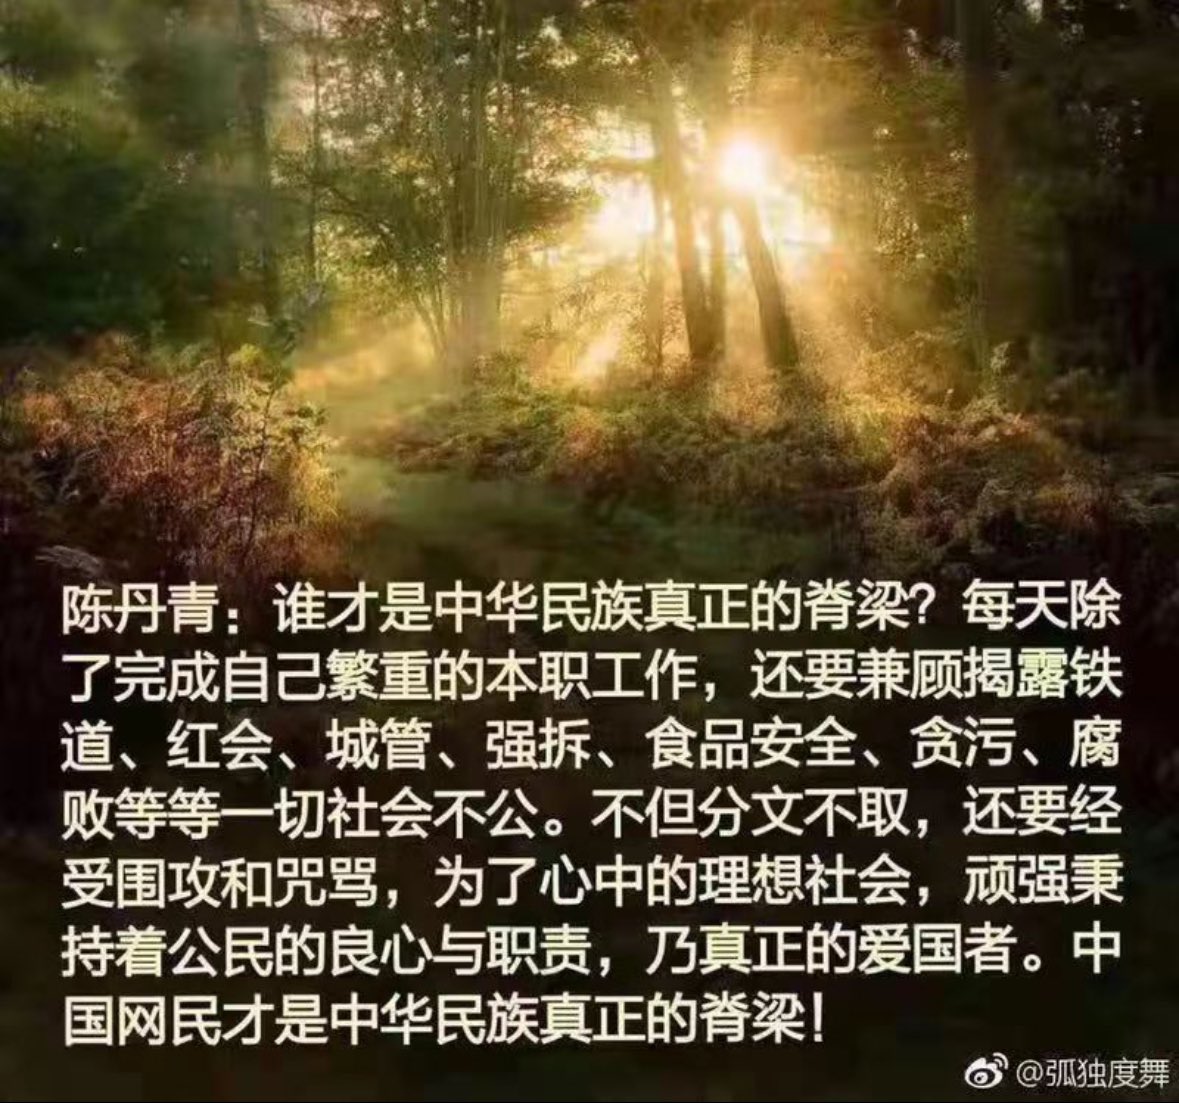 陈丹青：谁才是中华民族真正的脊梁？每天除
了完成自己繁重的本职工作，还要兼顾揭露铁
道、红会、城管、强拆、食品安全、贪污、腐
败等等一切社会不公。不但分文不取，还要经
受围攻和咒骂，为了心中的理想社会，顽强秉
持着公民的良心与职责，乃真正的爱国者。中
国网民才是中华民族真正的脊梁！
@孤独度舞